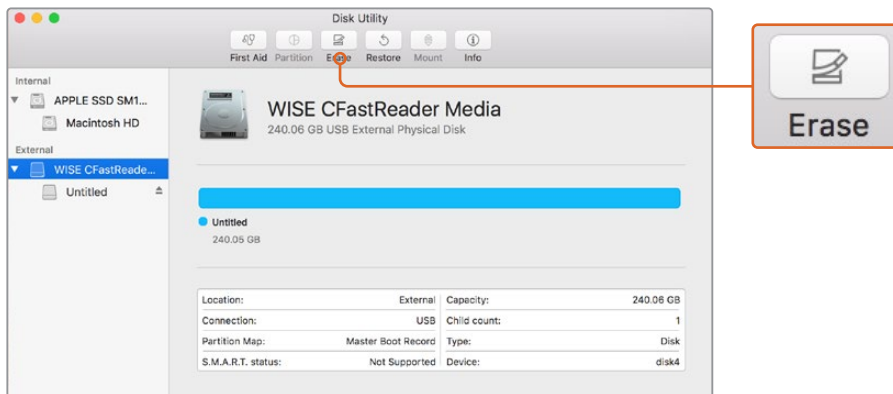 Disk Utility
First Aid Partition Erase Restore Mount Info
Erase
Internal
APPLE SSD SM1...
Macintosh HD
External
WISE CFastReade...
Untitled
WISE CFastReader Media
240.06 GB USB External Physical Disk
Untitled
240.05 GB
Location: External Capacity: 240.06 GB
Connection: USB Child count: 1
Partition Map: Master Boot Record Type: Disk
S.M.A.R.T. status: Not Supported Device: disk4